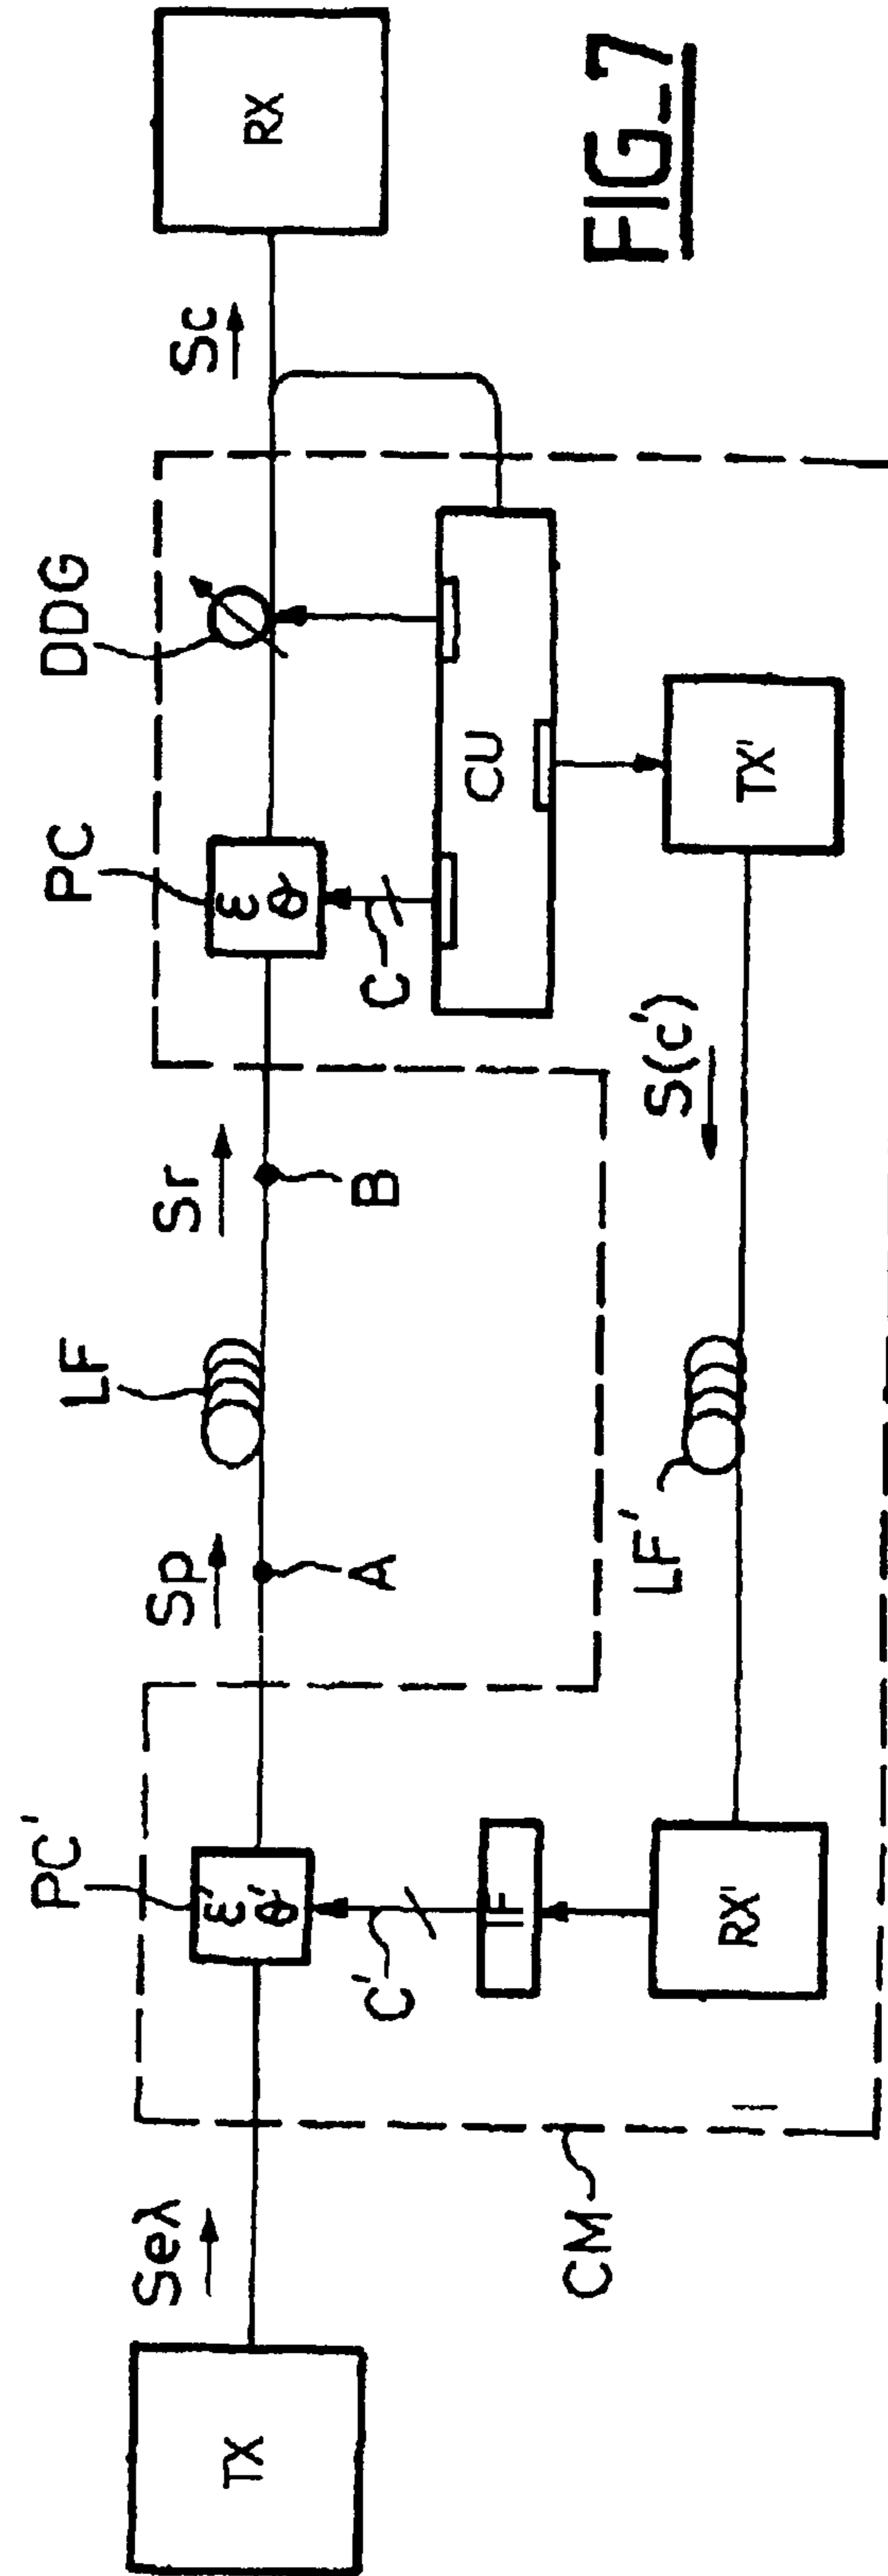 PC'
LF
PC
DDG
Seλ
Sp
Sr
Sc
TX
ε'
θ'
RX
ε
θ
A
B
C'
C
IF
CU
CM
LF'
S(c')
RX'
TX'
FIG_7